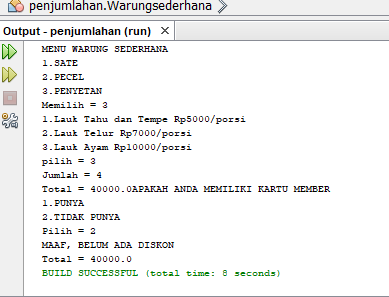 penjumlahan.Warungsederhana
Output - penjumlahan (run)
MENU WARUNG SEDERHANA
1.SATE
2.PECEL
3.PENYETAN
Memilih = 3
1.Lauk Tahu dan Tempe Rp5000/porsi
2.Lauk Telur Rp7000/porsi
3.Lauk Ayam Rp10000/porsi
pilih = 3
Jumlah = 4
Total = 40000.0APAKAH ANDA MEMILIKI KARTU MEMBER
1.PUNYA
2.TIDAK PUNYA
Pilih = 2
MAAF, BELUM ADA DISKON
Total = 40000.0
BUILD SUCCESSFUL (total time: 8 seconds)